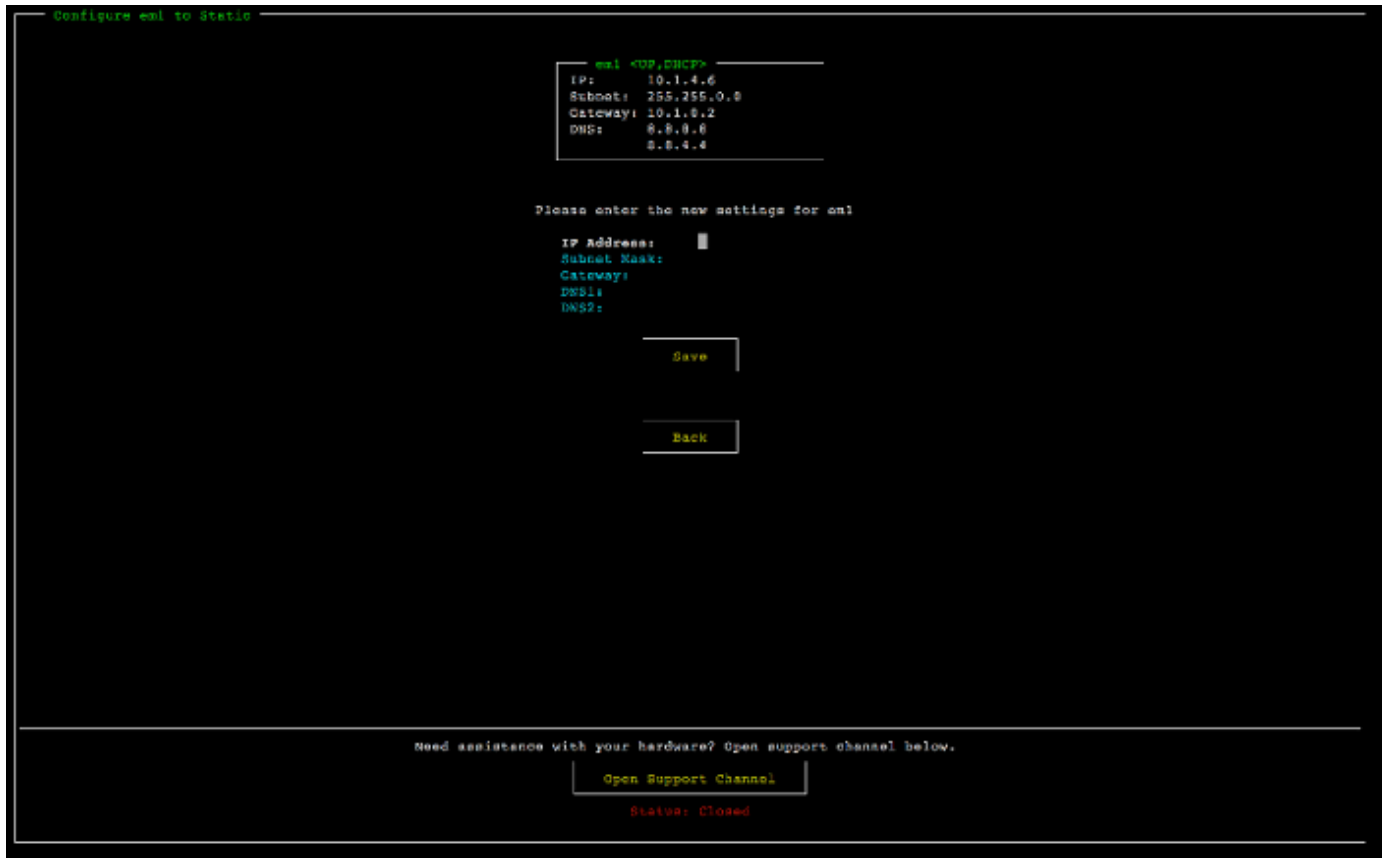 Configure em1 to Static
em1 <UP,DHCP>
IP: 10.1.4.6
Subnet: 255.255.0.0
Gateway: 10.1.0.2
DNS: 8.8.8.8
8.8.4.4
Please enter the new settings for em1
IP Address:
Subnet Mask:
Gateway:
DNS1:
DNS2:
Save
Back
Need assistance with your hardware? Open support channel below.
Open Support Channel
Status: Closed